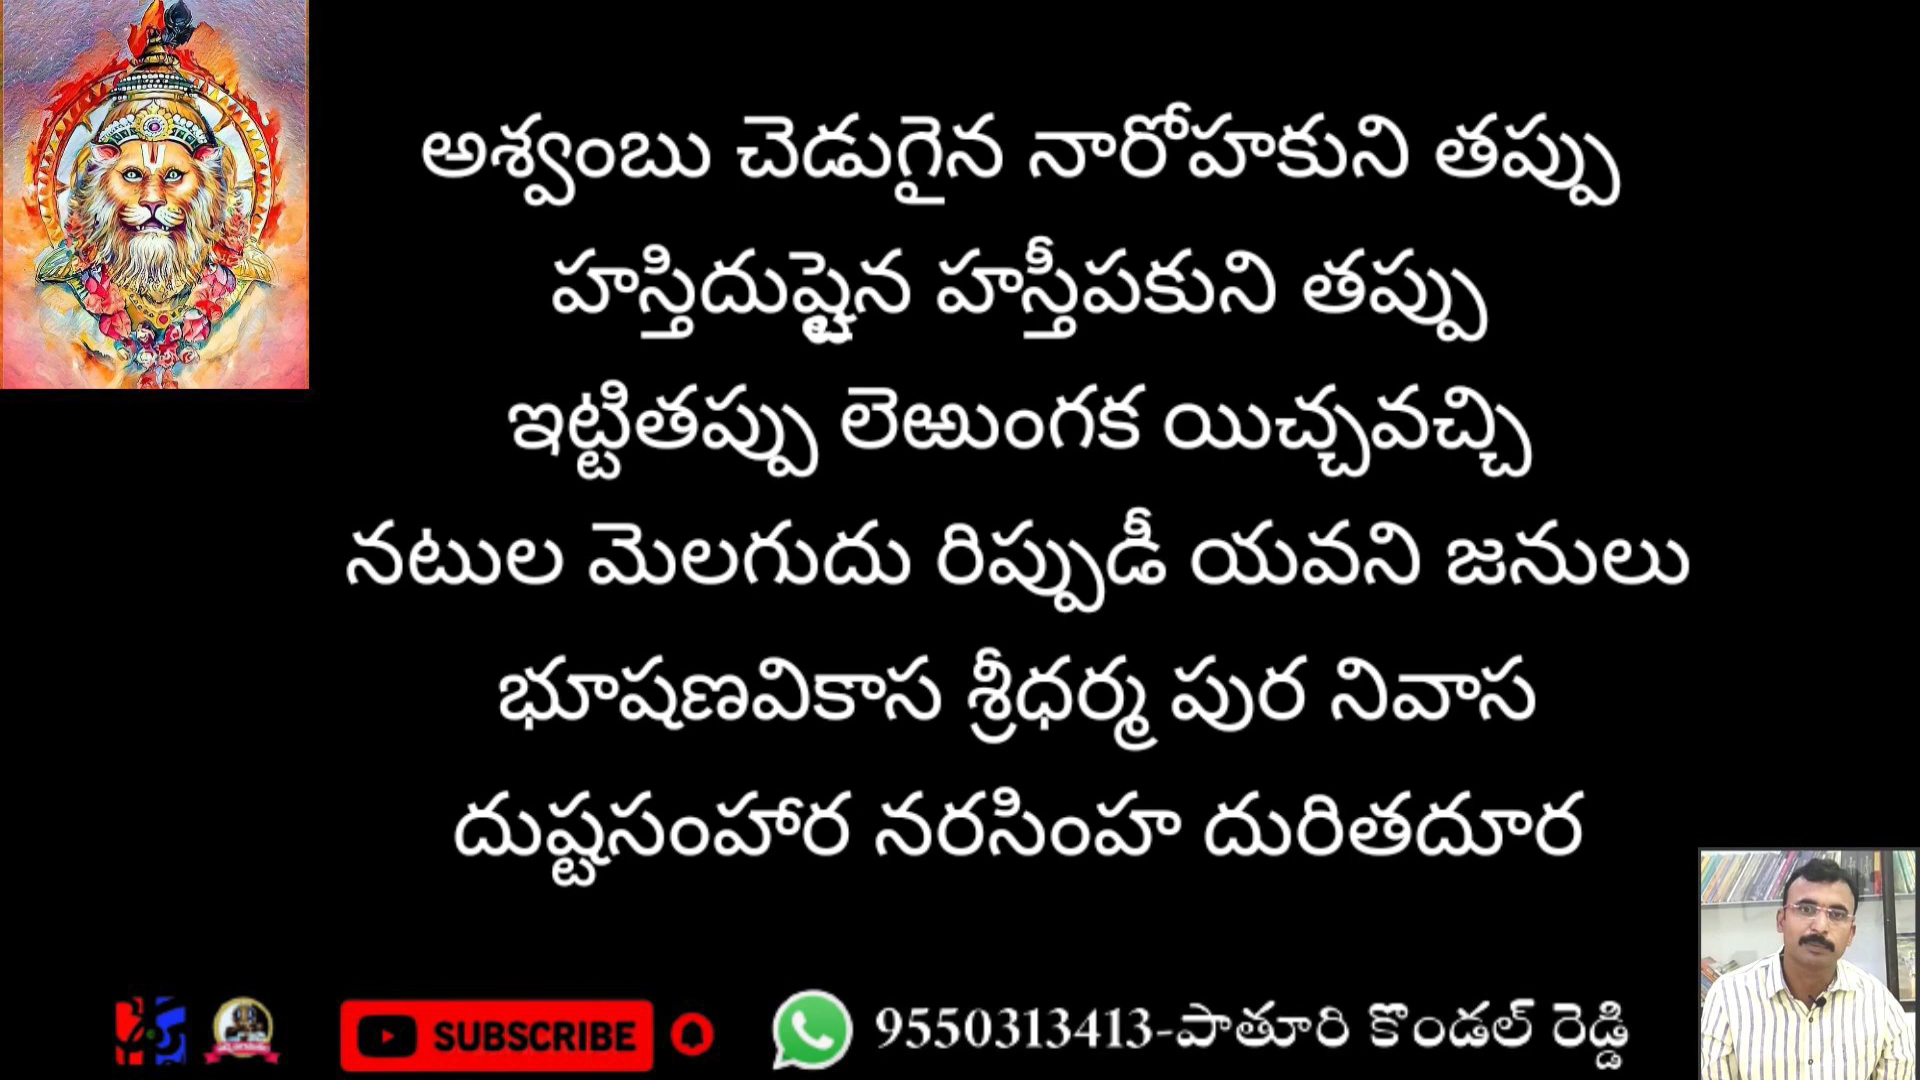 అశ్వంబు చెడుగైన నారోహకుని తప్పు
హస్తిదుష్టైన హస్తీపకుని తప్పు
ఇట్టితప్పు లెఱుంగక యిచ్చవచ్చి
నటుల మెలగుదు రిప్పుడీ యవని జనులు
భూషణవికాస శ్రీధర్మ పుర నివాస
దుష్టసంహార నరసింహ దురితదూర
SUBSCRIBE
9550313413-పాతూరి కొండల్ రెడ్డి